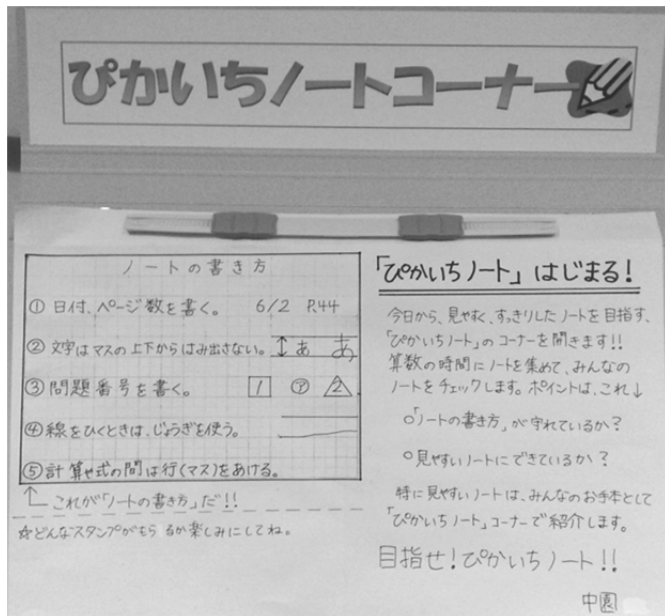 ぴかいちノートコーナー
ノートの書き方
① 日付、ページ数を書く。 6/2 P.44
② 文字はマスの上下からはみ出さない。 あ あ
③ 問題番号を書く。 1 ㋐ 2
④ 線をひくときは、じょうぎを使う。
⑤ 計算や式の間は行(マス)をあける。
これが「ノートの書き方」だ!!
☆どんなスタンプがもら るか楽しみにしてね。
「ぴかいちノート」はじまる!
今日から、見やすく、すっきりしたノートを目指す、
「ぴかいちノート」のコーナーを開きます!!
算数の時間にノートを集めて、みんなの
ノートをチェックします。ポイントは、これ↓
○「ノートの書き方」が守れているか?
○見やすいノートにできているか?
特に見やすいノートは、みんなのお手本として
「ぴかいちノート」コーナーで紹介します。
目指せ!ぴかいちノート!!
中園